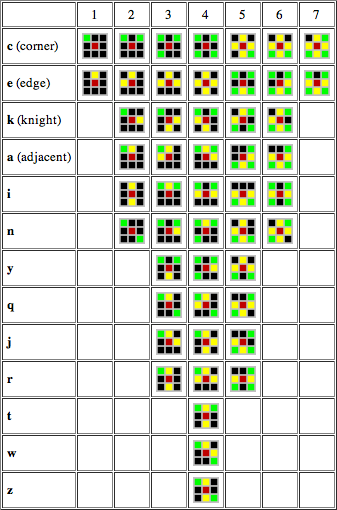 1 2 3 4 5 6 7
c (corner)
e (edge)
k (knight)
a (adjacent)
i
n
y
q
j
r
t
w
z